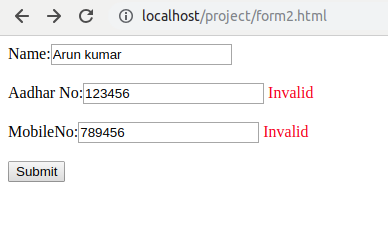 localhost/project/form2.html
Name: Arun kumar
Aadhar No: 123456 Invalid
MobileNo: 789456 Invalid
Submit